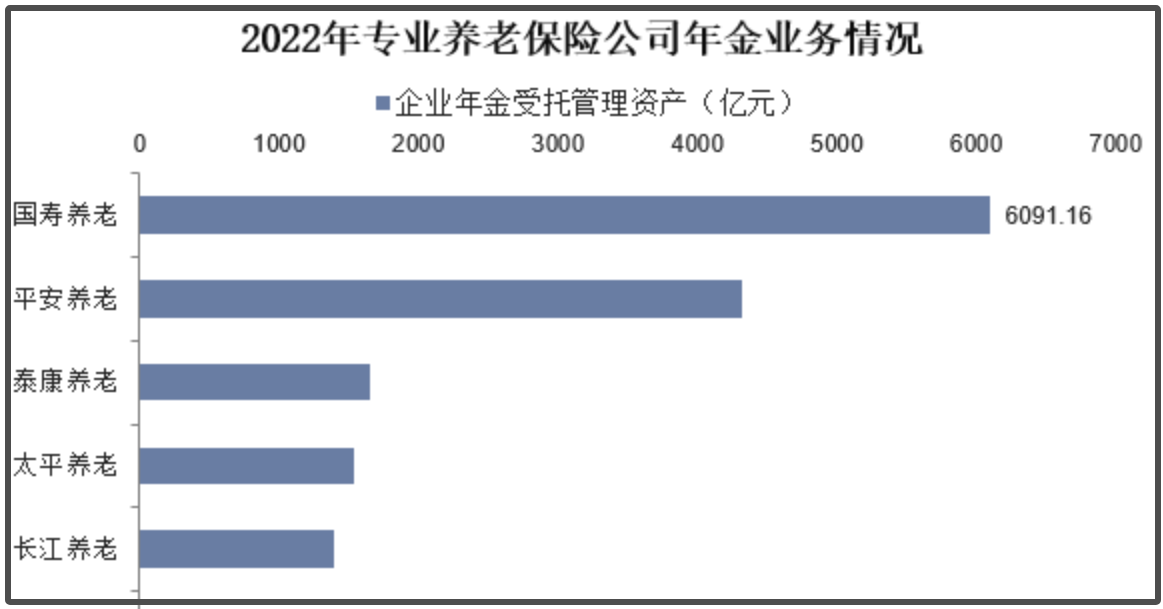 2022年专业养老保险公司年金业务情况
企业年金受托管理资产（亿元）
0 1000 2000 3000 4000 5000 6000 7000
国寿养老 6091.16
平安养老
泰康养老
太平养老
长江养老